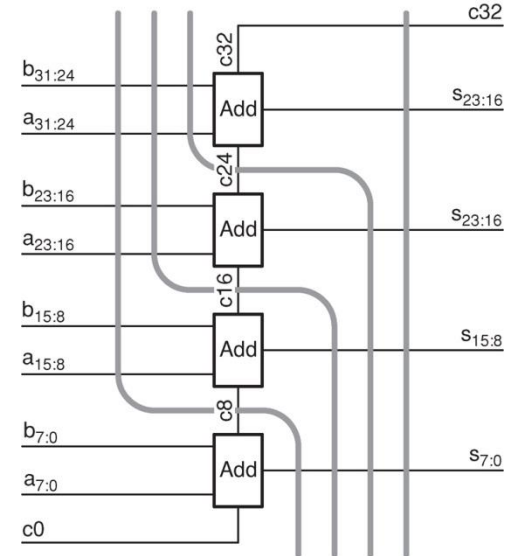 c32
c32
b31:24
Add
s23:16
a31:24
c24
b23:16
Add
s23:16
a23:16
c16
b15:8
Add
s15:8
a15:8
c8
b7:0
Add
s7:0
a7:0
c0